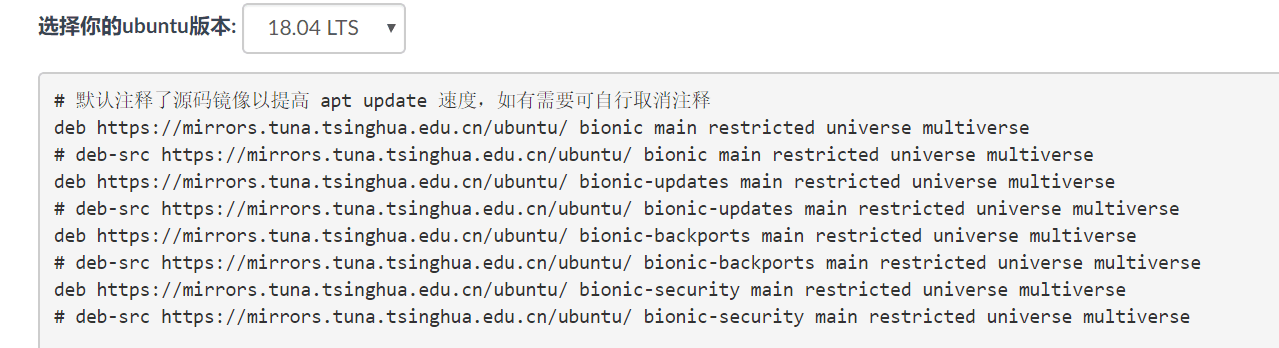 选择你的ubuntu版本: 18.04 LTS
# 默认注释了源码镜像以提高 apt update 速度，如有需要可自行取消注释
deb https://mirrors.tuna.tsinghua.edu.cn/ubuntu/ bionic main restricted universe multiverse
# deb-src https://mirrors.tuna.tsinghua.edu.cn/ubuntu/ bionic main restricted universe multiverse
deb https://mirrors.tuna.tsinghua.edu.cn/ubuntu/ bionic-updates main restricted universe multiverse
# deb-src https://mirrors.tuna.tsinghua.edu.cn/ubuntu/ bionic-updates main restricted universe multiverse
deb https://mirrors.tuna.tsinghua.edu.cn/ubuntu/ bionic-backports main restricted universe multiverse
# deb-src https://mirrors.tuna.tsinghua.edu.cn/ubuntu/ bionic-backports main restricted universe multiverse
deb https://mirrors.tuna.tsinghua.edu.cn/ubuntu/ bionic-security main restricted universe multiverse
# deb-src https://mirrors.tuna.tsinghua.edu.cn/ubuntu/ bionic-security main restricted universe multiverse